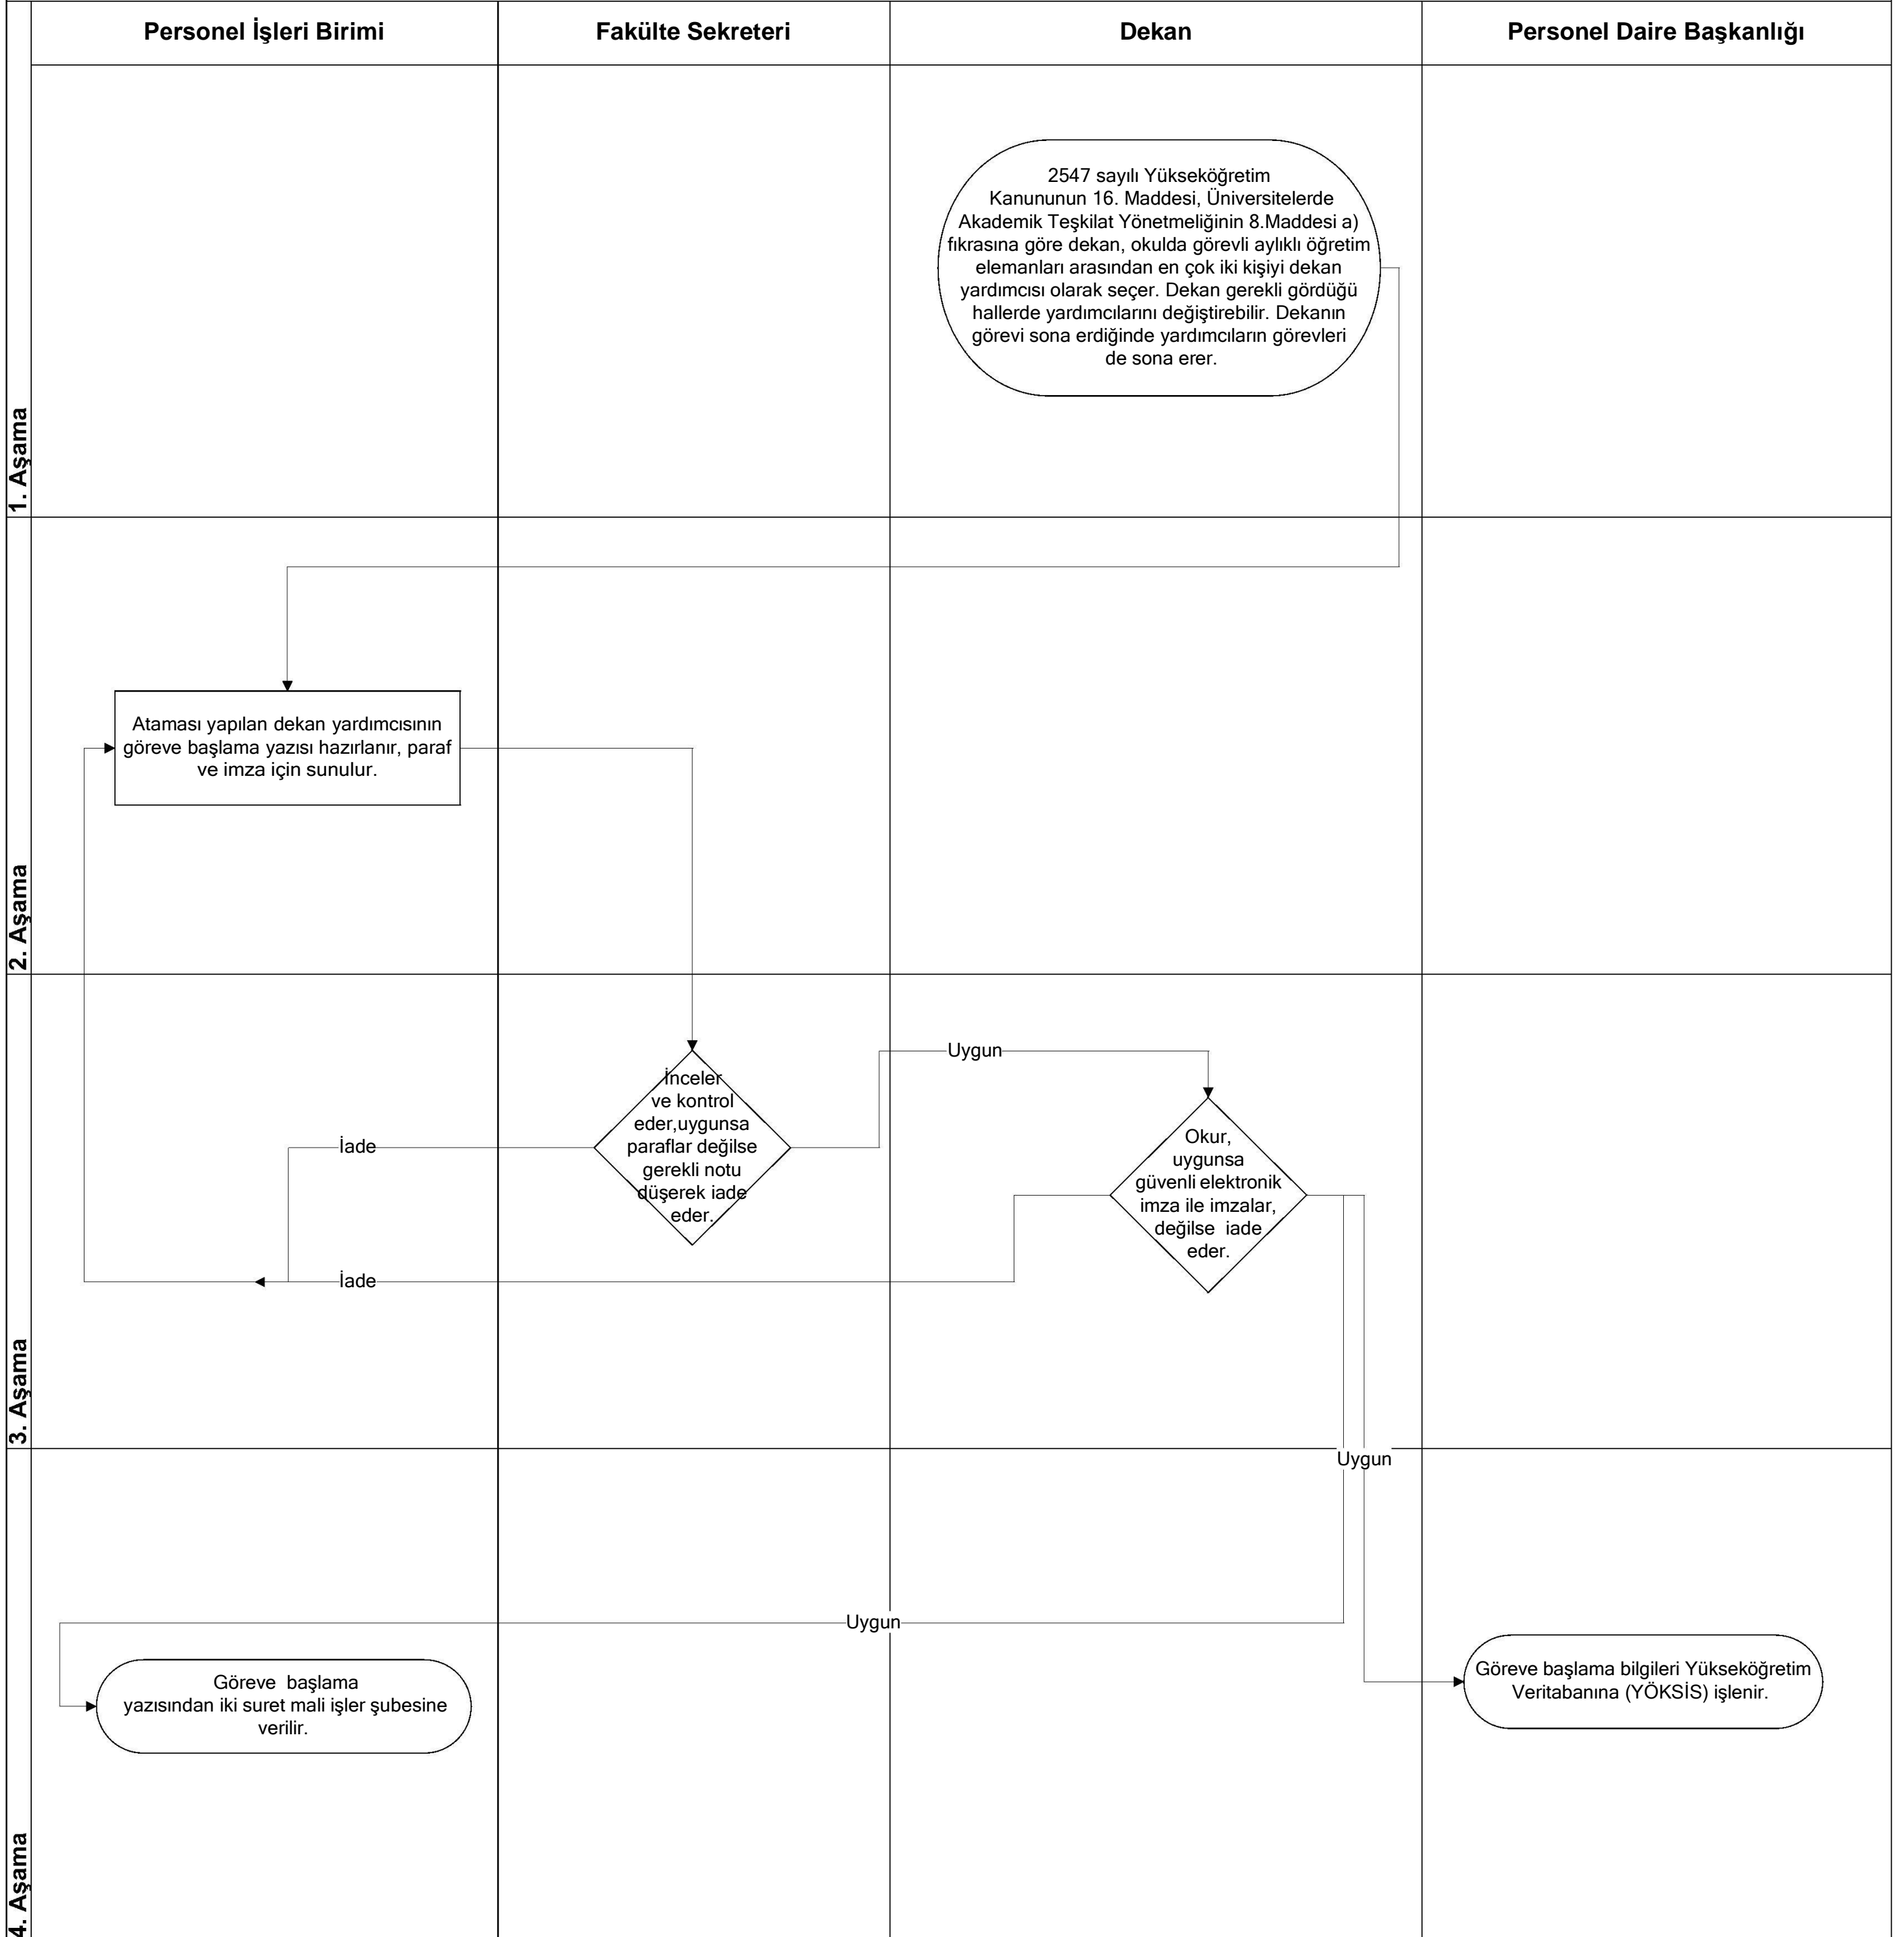 Personel İşleri Birimi
Fakülte Sekreteri
Dekan
Personel Daire Başkanlığı
1. Aşama
2547 sayılı Yükseköğretim
Kanununun 16. Maddesi, Üniversitelerde
Akademik Teşkilat Yönetmeliğinin 8.Maddesi a)
fıkrasına göre dekan, okulda görevli aylıklı öğretim
elemanları arasından en çok iki kişiyi dekan
yardımcısı olarak seçer. Dekan gerekli gördüğü
hallerde yardımcılarını değiştirebilir. Dekanın
görevi sona erdiğinde yardımcıların görevleri
de sona erer.
2. Aşama
Ataması yapılan dekan yardımcısının
göreve başlama yazısı hazırlanır, paraf
ve imza için sunulur.
3. Aşama
İnceler
ve kontrol
eder,uygunsa
paraflar değilse
gerekli notu
düşerek iade
eder.
Uygun
İade
Okur,
uygunsa
güvenli elektronik
imza ile imzalar,
değilse  iade
eder.
İade
Uygun
4. Aşama
Uygun
Göreve  başlama
yazısından iki suret mali işler şubesine
verilir.
Göreve başlama bilgileri Yükseköğretim
Veritabanına (YÖKSİS) işlenir.